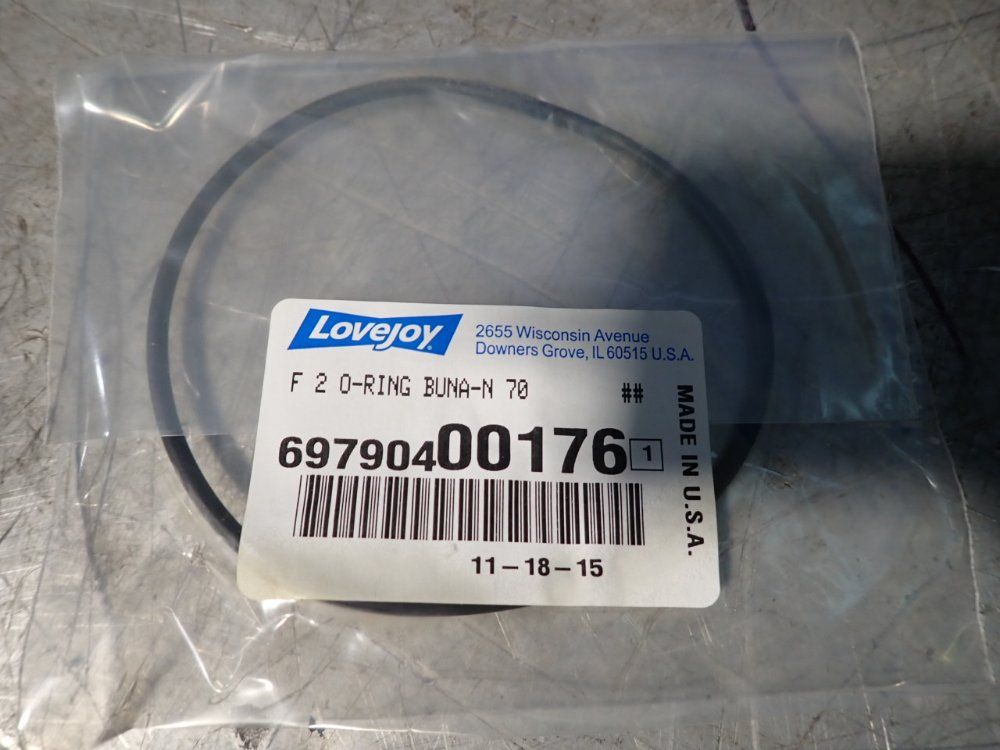 Lovejoy®
2655 Wisconsin Avenue
Downers Grove, IL 60515 U.S.A.
F 2 O-RING BUNA-N 70 ##
69790400176 1
11-18-15
MADE IN U.S.A.